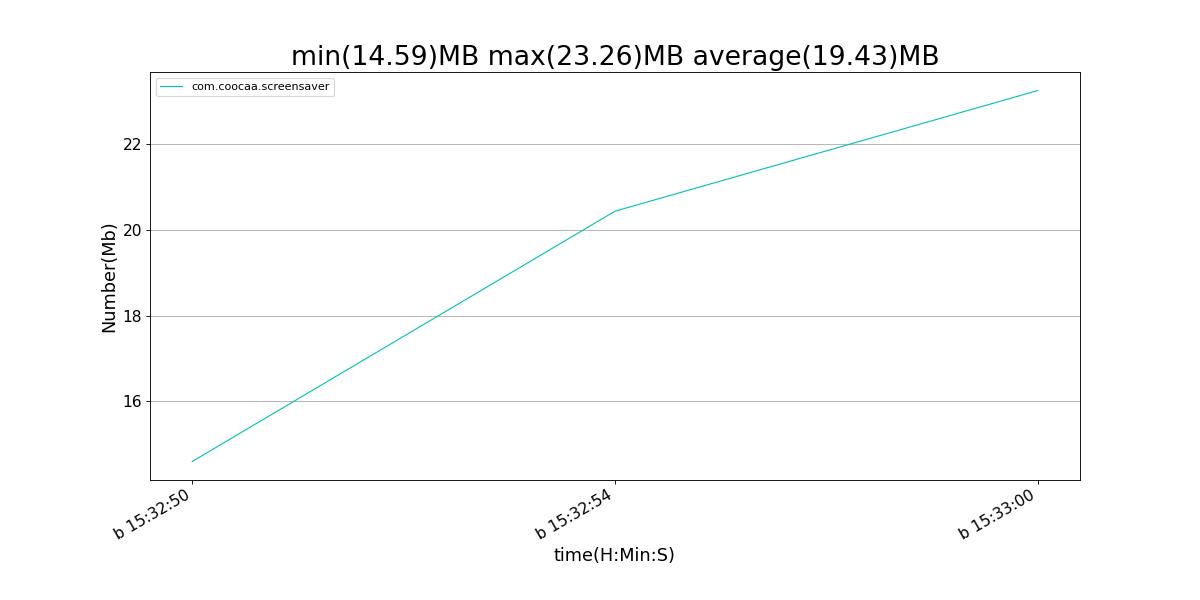 min(14.59)MB max(23.26)MB average(19.43)MB
com.coocaa.screensaver
22
20
18
16
Number(Mb)
b 15:32:50
b 15:32:54
b 15:33:00
time(H:Min:S)